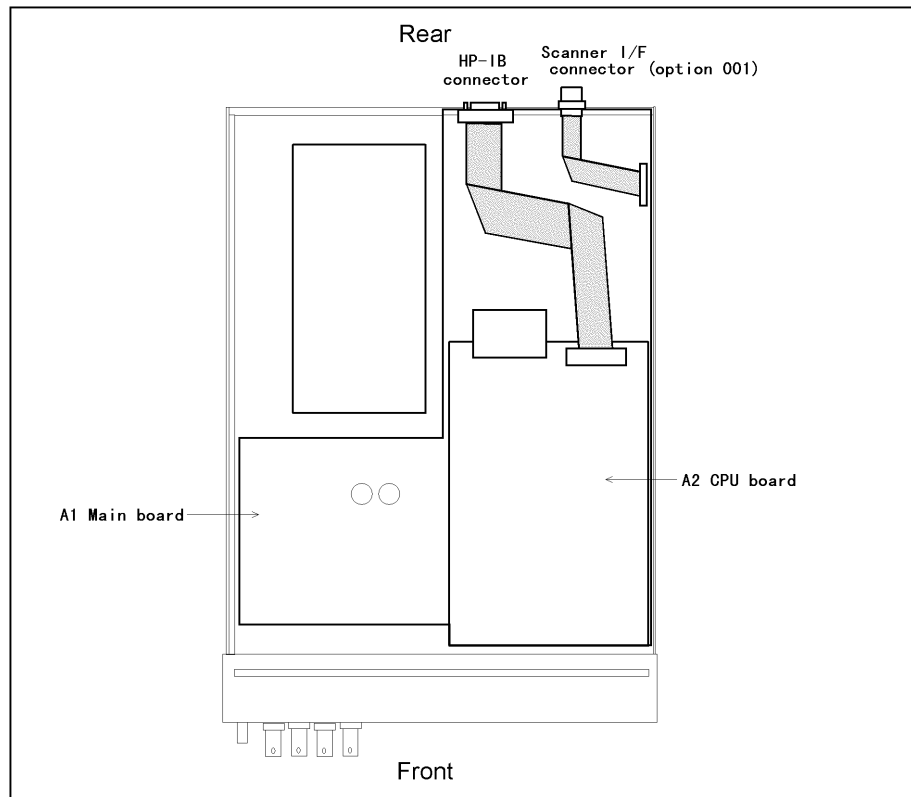 Rear
HP-IB
connector
Scanner I/F
connector (option 001)
A2 CPU board
A1 Main board
Front